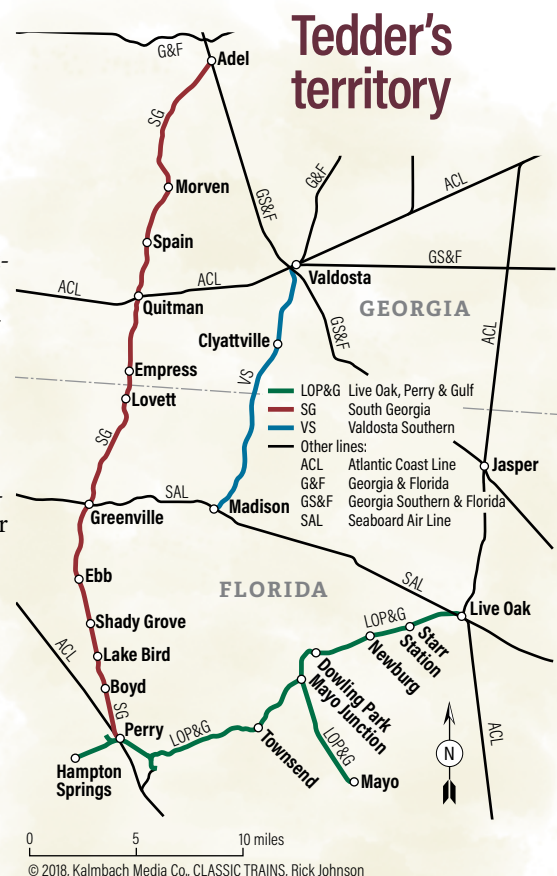 Tedder's
territory
G&F
Adel
SG
Morven
GS&F
G&F
ACL
Spain
GS&F
ACL
ACL
Valdosta
Quitman
GEORGIA
GS&F
ACL
Clyattville
VS
Empress
Lovett
LOP&G Live Oak, Perry & Gulf
SG South Georgia
VS Valdosta Southern
Other lines:
ACL Atlantic Coast Line
G&F Georgia & Florida
GS&F Georgia Southern & Florida
SAL Seaboard Air Line
SG
Jasper
SAL
Madison
Greenville
r
Ebb
FLORIDA
SAL
Live Oak
LOP&G
Starr
Station
Newburg
Shady Grove
ACL
Lake Bird
Boyd
SG
Dowling Park
Mayo Junction
Perry
LOP&G
Townsend
LOP&G
ACL
N
Hampton
Springs
Mayo
0 5 10 miles
© 2018, Kalmbach Media Co., CLASSIC TRAINS, Rick Johnson